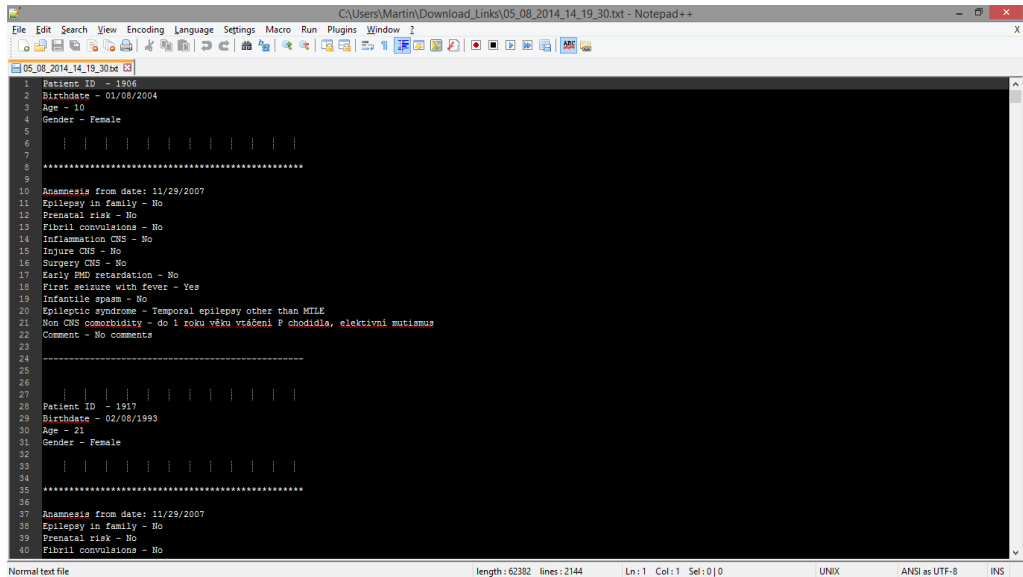 C:\Users\Martin\Download_Links\05_08_2014_14_19_30.txt - Notepad++
File Edit Search View Encoding Language Settings Macro Run Plugins Window ? X
05_08_2014_14_19_30.txt
1 Patient ID - 1906
2 Birthdate - 01/08/2004
3 Age - 10
4 Gender - Female
5
6
7
8 **************************************************
9
10 Anamnesis from date: 11/29/2007
11 Epilepsy in family - No
12 Prenatal risk - No
13 Fibril convulsions - No
14 Inflammation CNS - No
15 Injure CNS - No
16 Surgery CNS - No
17 Early PMD retardation - No
18 First seizure with fever - Yes
19 Infantile spasm - No
20 Epileptic syndrome - Temporal epilepsy other than MTLE
21 Non CNS comorbidity - do 1 roku věku vtáčení P chodidla, elektivní mutismus
22 Comment - No comments
23
24 --------------------------------------------------
25
26
27
28 Patient ID - 1917
29 Birthdate - 02/08/1993
30 Age - 21
31 Gender - Female
32
33
34
35 **************************************************
36
37 Anamnesis from date: 11/29/2007
38 Epilepsy in family - No
39 Prenatal risk - No
40 Fibril convulsions - No
Normal text file length : 62382 lines : 2144 Ln : 1 Col : 1 Sel : 0 | 0 UNIX ANSI as UTF-8 INS